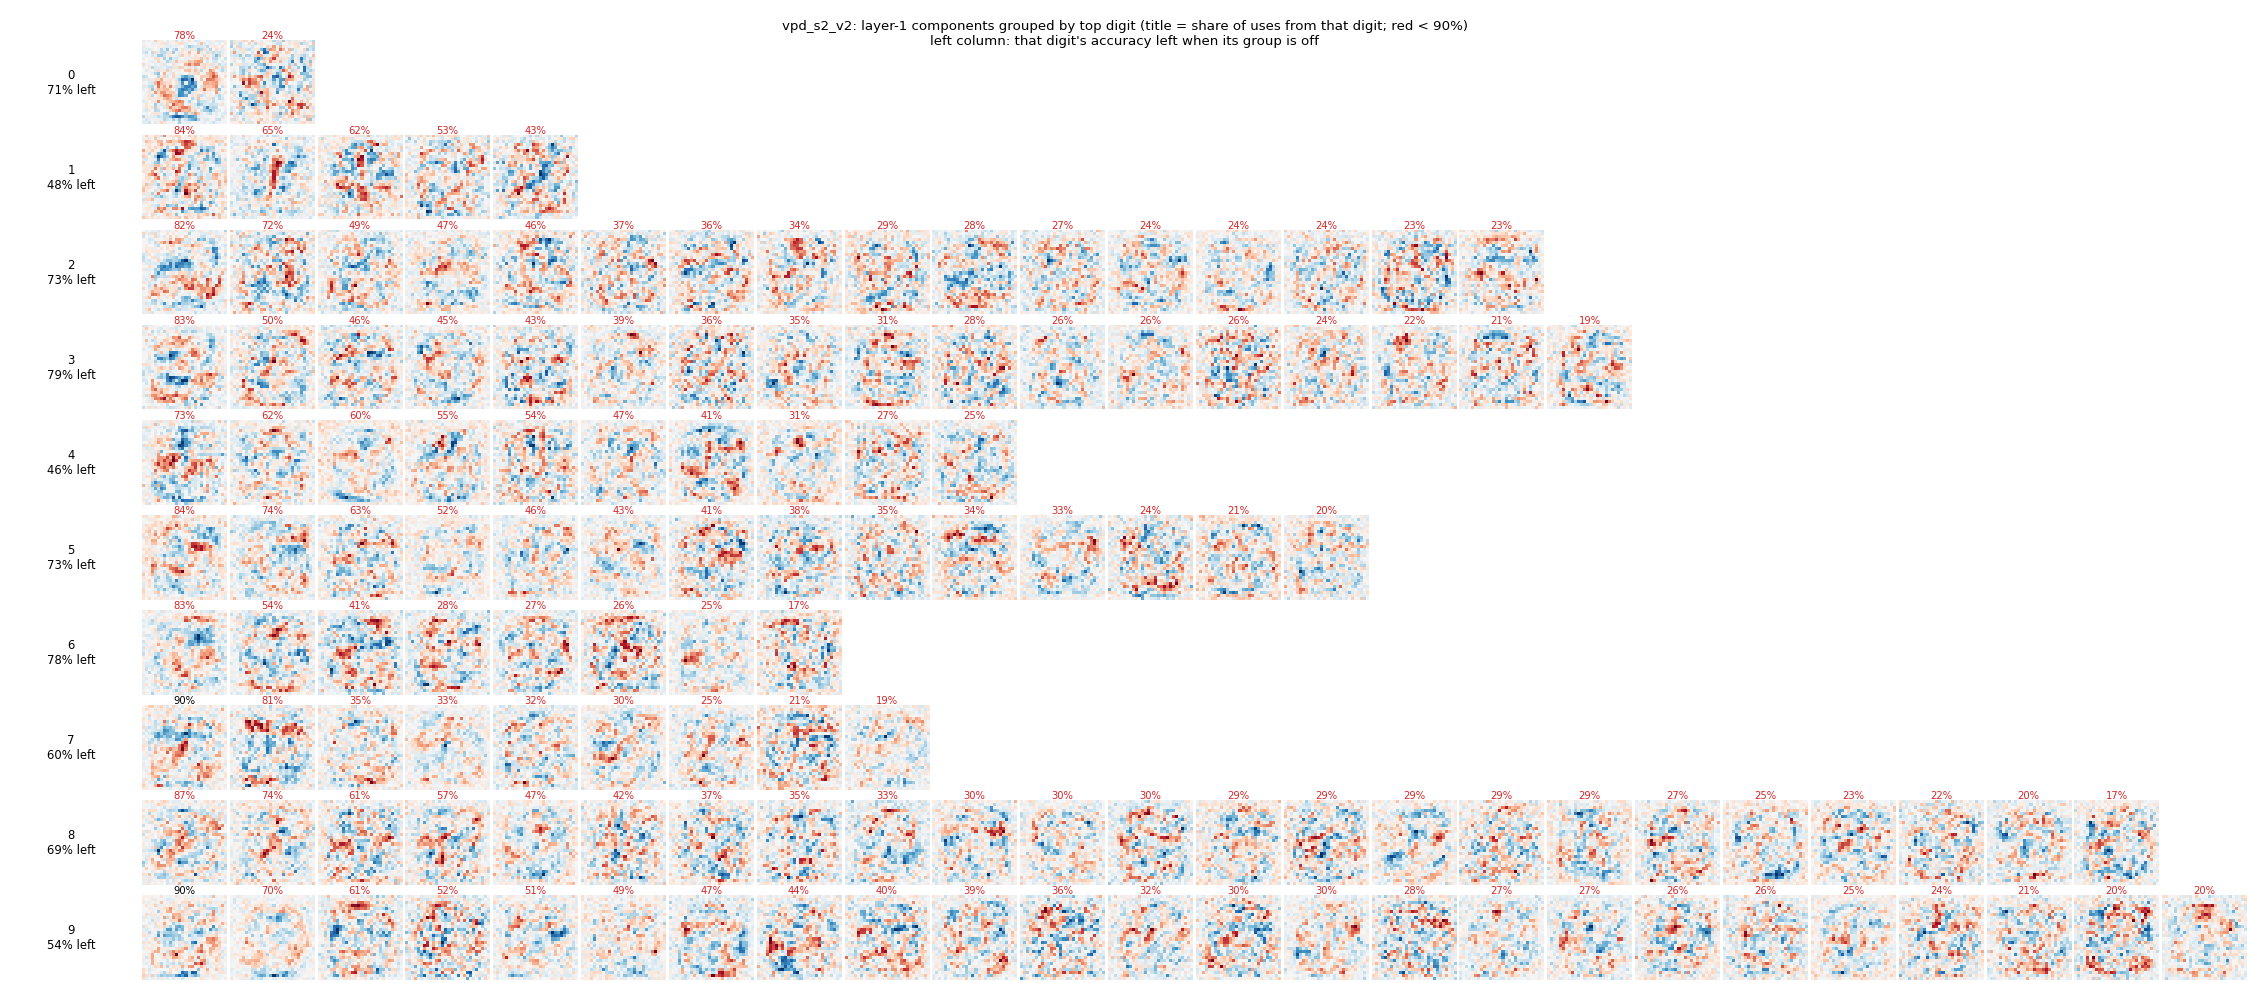 vpd_s2_v2: layer-1 components grouped by top digit (title = share of uses from that digit; red < 90%)
left column: that digit's accuracy left when its group is off
78% 24%
0
71% left
84% 65% 62% 53% 43%
1
48% left
82% 72% 49% 47% 46% 37% 36% 34% 29% 28% 27% 24% 24% 24% 23% 23%
2
73% left
83% 50% 46% 45% 43% 39% 36% 35% 31% 28% 26% 26% 26% 24% 22% 21% 19%
3
79% left
73% 62% 60% 55% 54% 47% 41% 31% 27% 25%
4
46% left
84% 74% 63% 52% 46% 43% 41% 38% 35% 34% 33% 24% 21% 20%
5
73% left
83% 54% 41% 28% 27% 26% 25% 17%
6
78% left
90% 81% 35% 33% 32% 30% 25% 21% 19%
7
60% left
87% 74% 61% 57% 47% 42% 37% 35% 33% 30% 30% 30% 29% 29% 29% 29% 29% 27% 25% 23% 22% 20% 17%
8
69% left
90% 70% 61% 52% 51% 49% 47% 44% 40% 39% 36% 32% 30% 30% 28% 27% 27% 26% 26% 25% 24% 21% 20% 20%
9
54% left